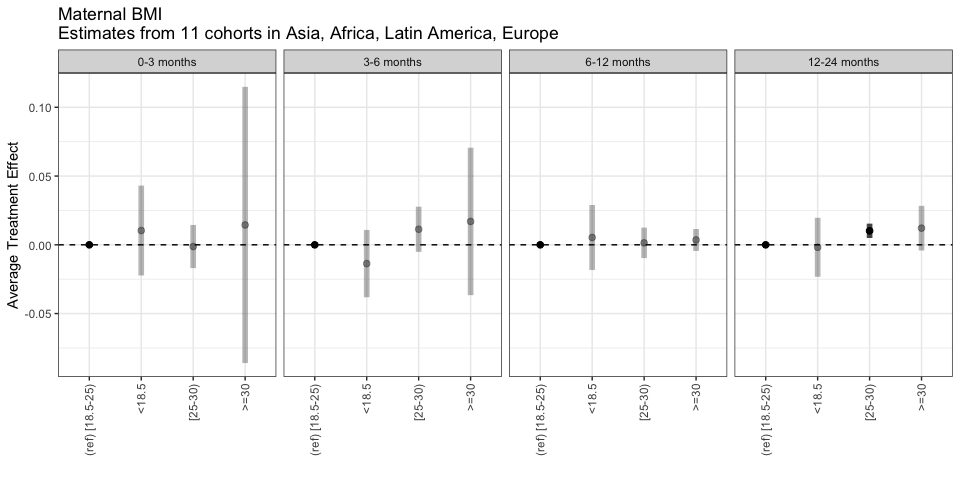 Maternal BMI
Estimates from 11 cohorts in Asia, Africa, Latin America, Europe
0-3 months
3-6 months
6-12 months
12-24 months
Average Treatment Effect
0.10
0.05
0.00
-0.05
(ref) [18.5-25)
<18.5
[25-30)
>=30
(ref) [18.5-25)
<18.5
[25-30)
>=30
(ref) [18.5-25)
<18.5
[25-30)
>=30
(ref) [18.5-25)
<18.5
[25-30)
>=30